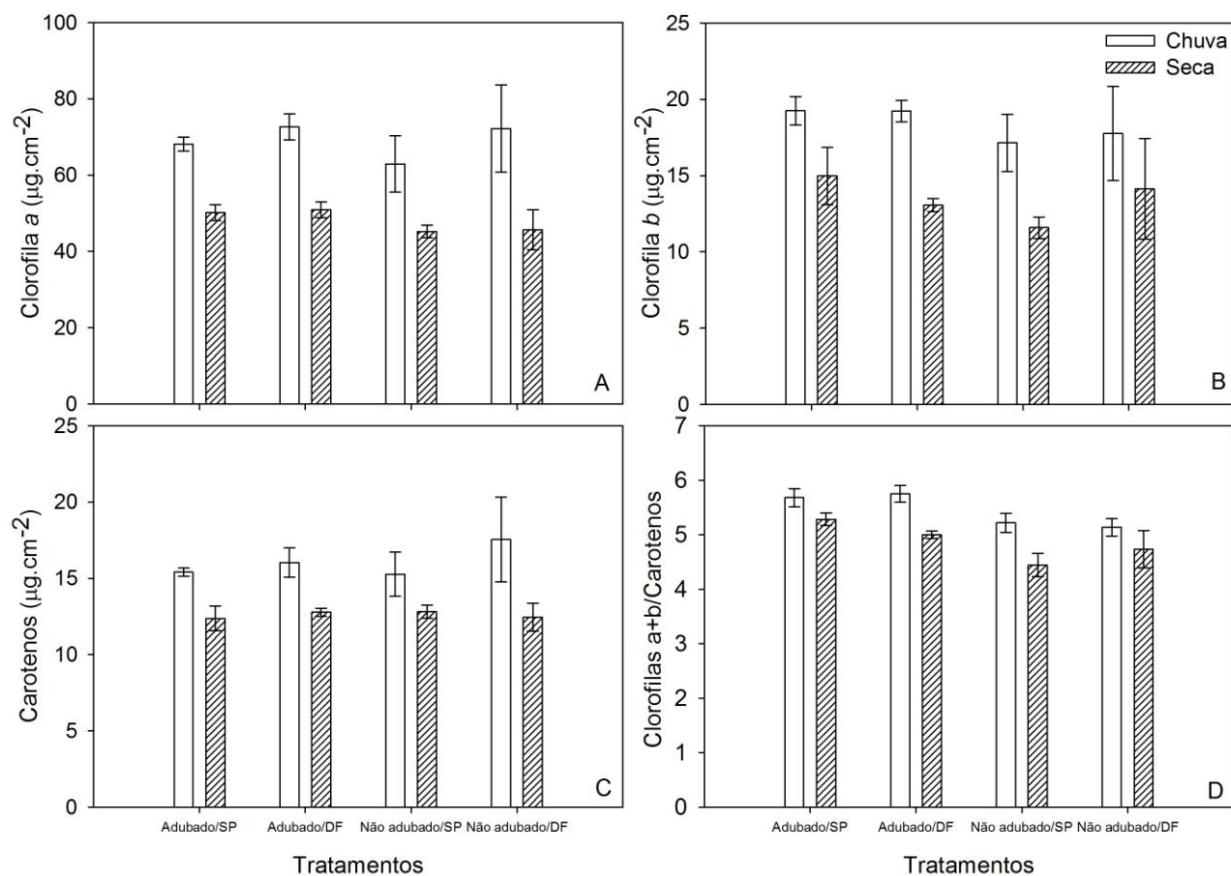 Clorofila a (μg.cm-2)
100
80
60
40
20
0
A
Clorofila b (μg.cm-2)
25
20
15
10
5
0
Chuva
Seca
B
Carotenos (μg.cm-2)
25
20
15
10
5
0
C
Adubado/SP
Adubado/DF
Não adubado/SP
Não adubado/DF
Tratamentos
Clorofilas a+b/Carotenos
7
6
5
4
3
2
1
0
D
Adubado/SP
Adubado/DF
Não adubado/SP
Não adubado/DF
Tratamentos